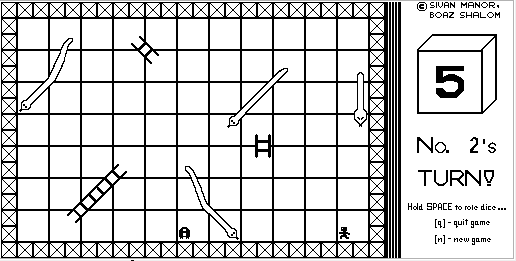 © SIVAN MANOR,
BOAZ SHALOM
5
No. 2's
TURN!
Hold SPACE to role dice...
[q] - quit game
[n] - new game